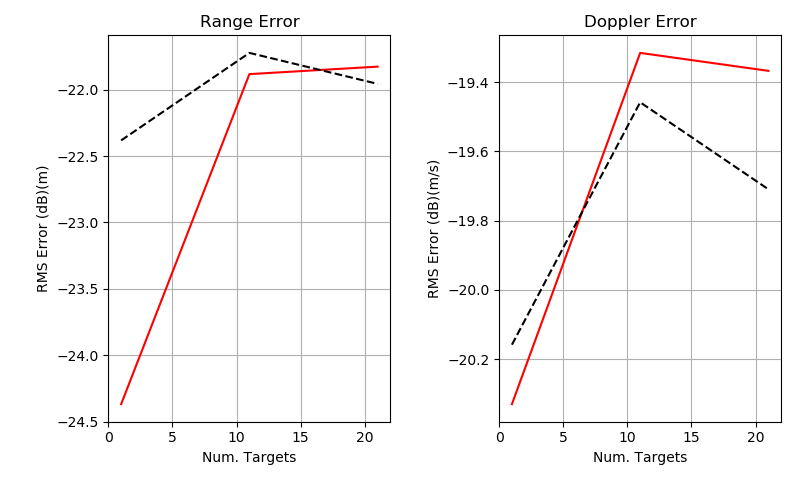 Range Error
RMS Error (dB)(m)
−22.0
−22.5
−23.0
−23.5
−24.0
−24.5
0 5 10 15 20
Num. Targets
Doppler Error
RMS Error (dB)(m/s)
−19.4
−19.6
−19.8
−20.0
−20.2
0 5 10 15 20
Num. Targets